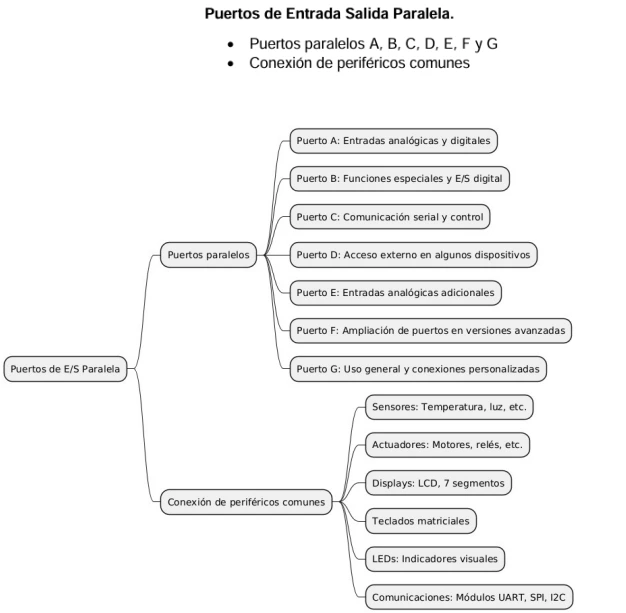 Puertos de Entrada Salida Paralela.
• Puertos paralelos A, B, C, D, E, F y G
• Conexión de periféricos comunes
Puertos de E/S Paralela
Puertos paralelos
Puerto A: Entradas analógicas y digitales
Puerto B: Funciones especiales y E/S digital
Puerto C: Comunicación serial y control
Puerto D: Acceso externo en algunos dispositivos
Puerto E: Entradas analógicas adicionales
Puerto F: Ampliación de puertos en versiones avanzadas
Puerto G: Uso general y conexiones personalizadas
Conexión de periféricos comunes
Sensores: Temperatura, luz, etc.
Actuadores: Motores, relés, etc.
Displays: LCD, 7 segmentos
Teclados matriciales
LEDs: Indicadores visuales
Comunicaciones: Módulos UART, SPI, I2C